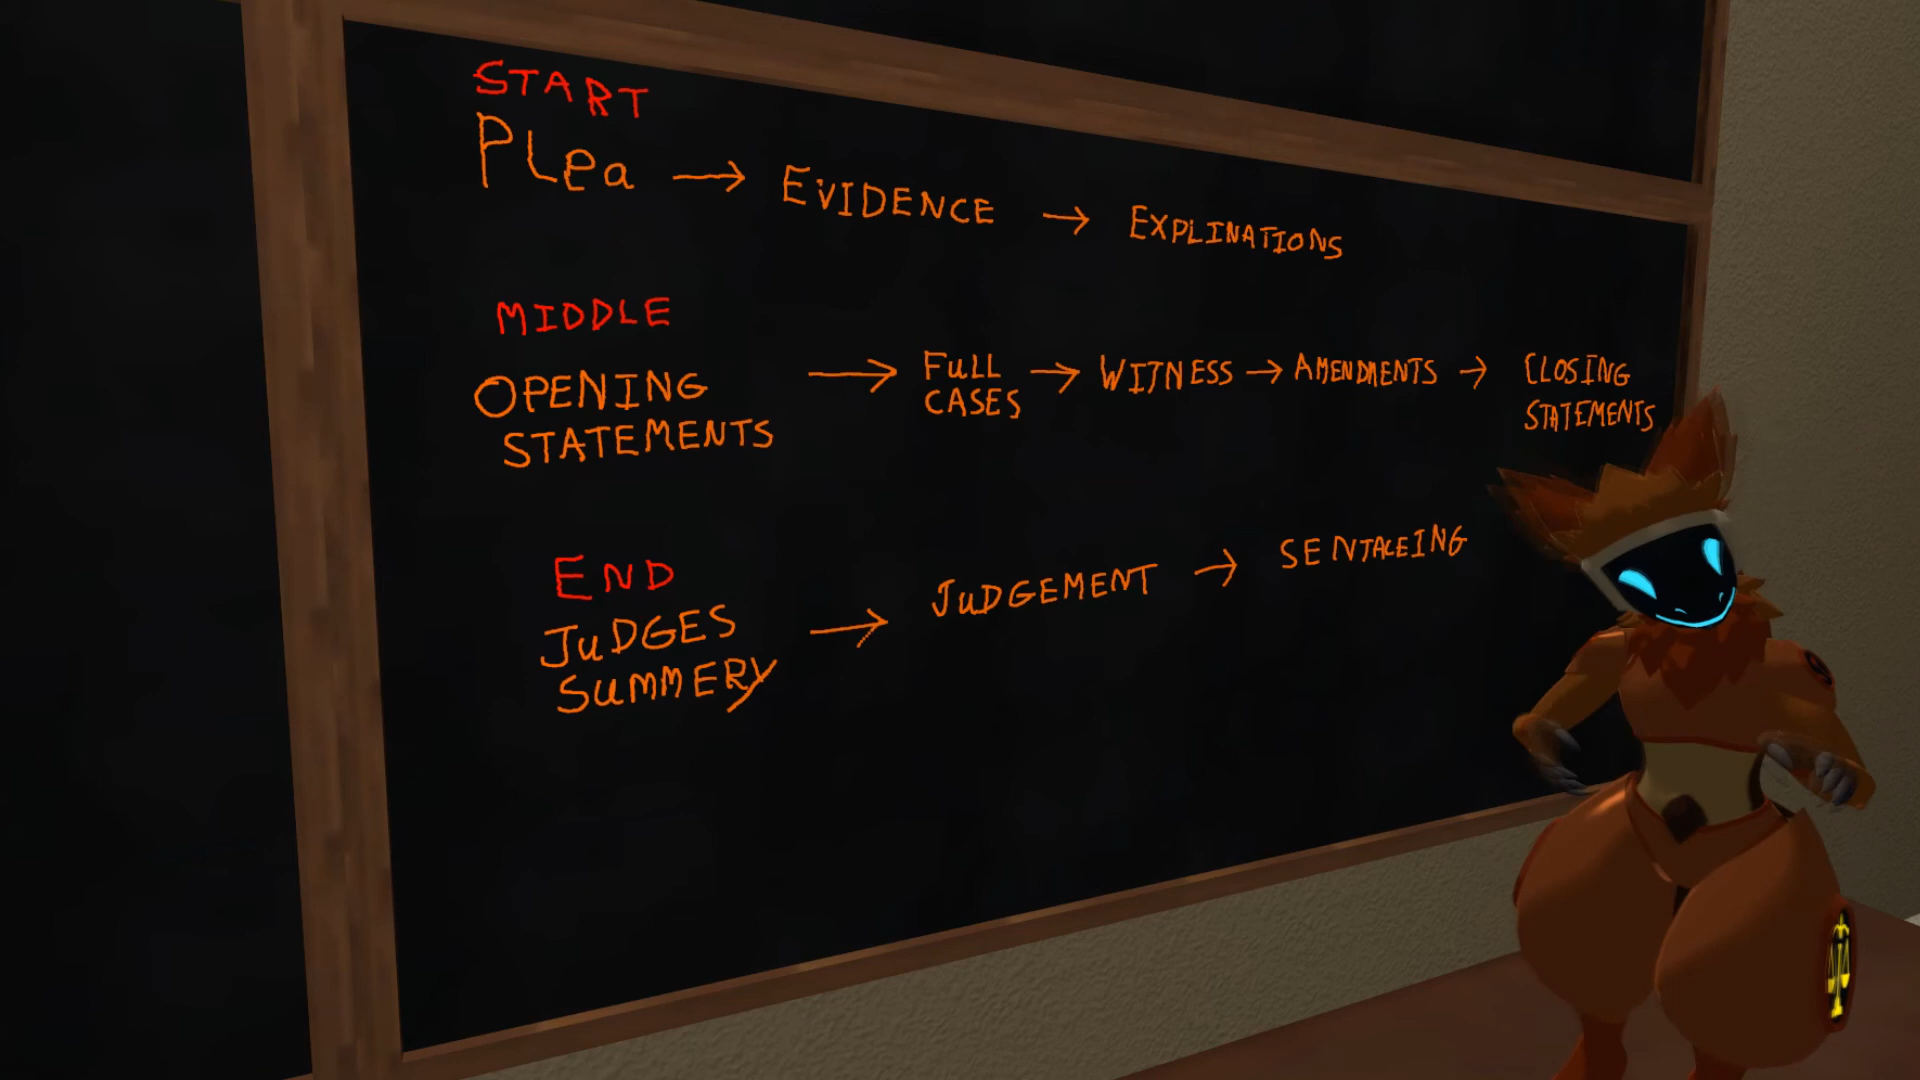 START
PLea → EVIDENCE → EXPLINATIONS
MIDDLE
OPENING STATEMENTS → FULL CASES → WITNESS → AMENDMENTS → CLOSING STATEMENTS
END
JUDGES SUMMERY → JUDGEMENT → SENTACEING